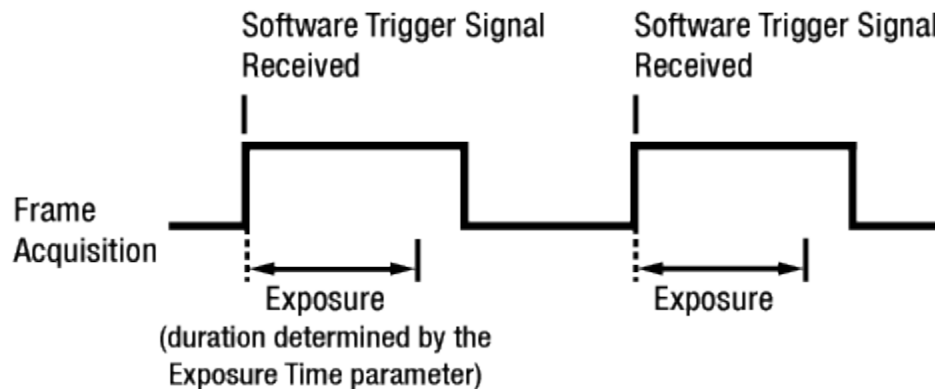 Software Trigger Signal
Received
Software Trigger Signal
Received
Frame
Acquisition
Exposure
(duration determined by the
Exposure Time parameter)
Exposure